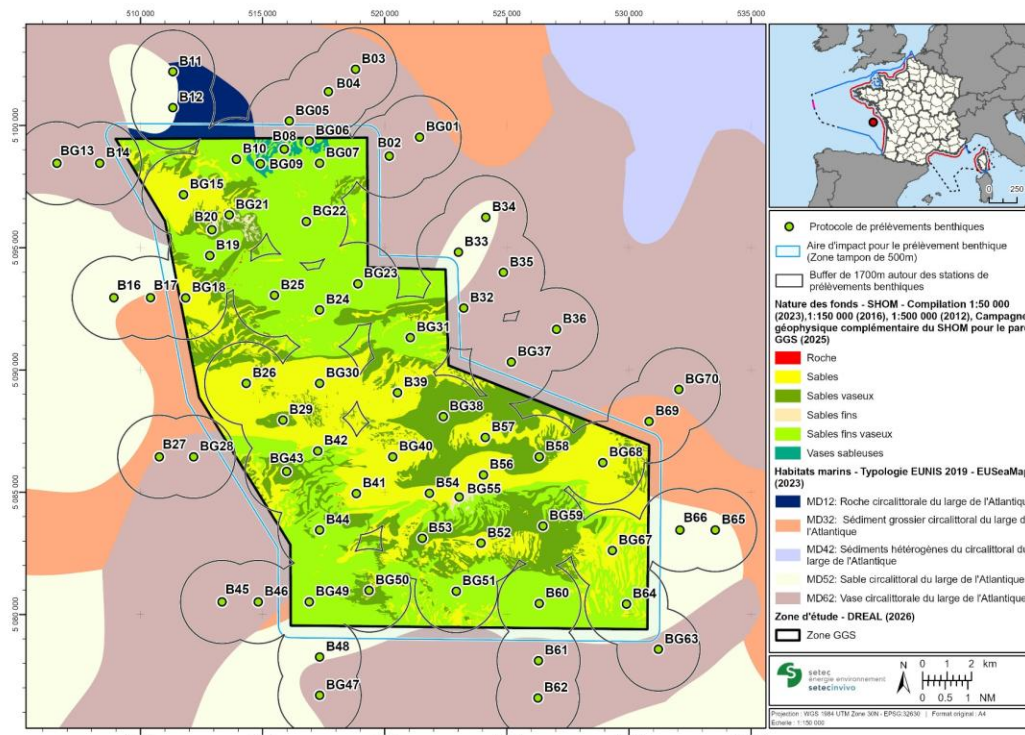 510 000 515 000 520 000 525 000 530 000 535 000
5 100 000
5 095 000
5 090 000
5 085 000
5 080 000
B11
B03
B12
B04
BG05
BG01
B08 BG06
B02
BG13 B14
B10
BG09
BG07
BG15
B20 BG21
BG22
B34
B19
B33
B35
B16 B17 BG18
B25
BG23
B24
B32
BG31
B36
BG37
B26
BG30
B39
BG70
B29
BG38
B69
B42
B57
B27 BG28
BG43
BG40
B56
B58
BG68
B41
B54
BG55
B44
B53
B52
BG59
B66 B65
BG67
B45 B46
BG49
BG50
BG51
B60
B64
B48
B61
BG63
BG47
B62
0 250
Protocole de prélèvements benthiques
Aire d'impact pour le prélèvement benthique
(Zone tampon de 500m)
Buffer de 1700m autour des stations de
prélèvements benthiques
Nature des fonds - SHOM - Compilation 1:50 000
(2023),1:150 000 (2016), 1:500 000 (2012), Campagne
géophysique complémentaire du SHOM pour le parc
GGS (2025)
Roche
Sables
Sables vaseux
Sables fins
Sables fins vaseux
Vases sableuses
Habitats marins - Typologie EUNIS 2019 - EUSeaMap
(2023)
MD12: Roche circalittorale du large de l'Atlantique
MD32: Sédiment grossier circalittoral du large de
l'Atlantique
MD42: Sédiments hétérogènes du circalittoral du
large de l'Atlantique
MD52: Sable circalittoral du large de l'Atlantique
MD62: Vase circalittorale du large de l'Atlantique
Zone d'étude - DREAL (2026)
Zone GGS
setec
énergie environnement
setecinvivo
N
0 1 2 km
0 0.5 1 NM
Projection : WGS 1984 UTM Zone 30N - EPSG:32630 | Format original : A4
Echelle : 1:150 000